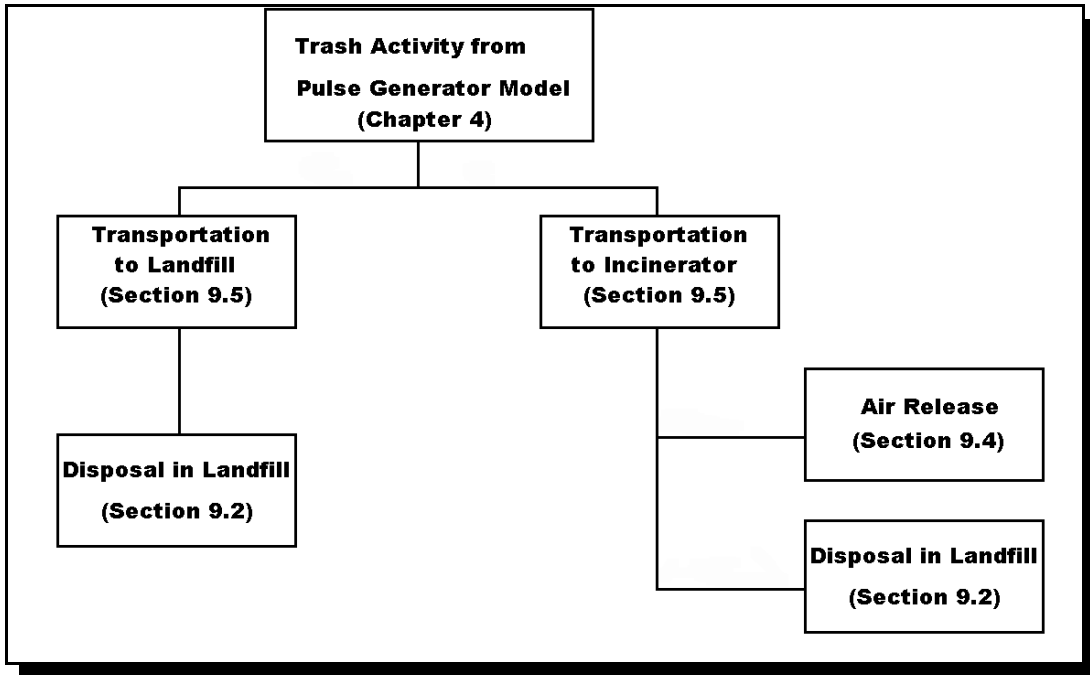 Trash Activity from
Pulse Generator Model
(Chapter 4)
Transportation
to Landfill
(Section 9.5)
Transportation
to Incinerator
(Section 9.5)
Air Release
(Section 9.4)
Disposal in Landfill
(Section 9.2)
Disposal in Landfill
(Section 9.2)